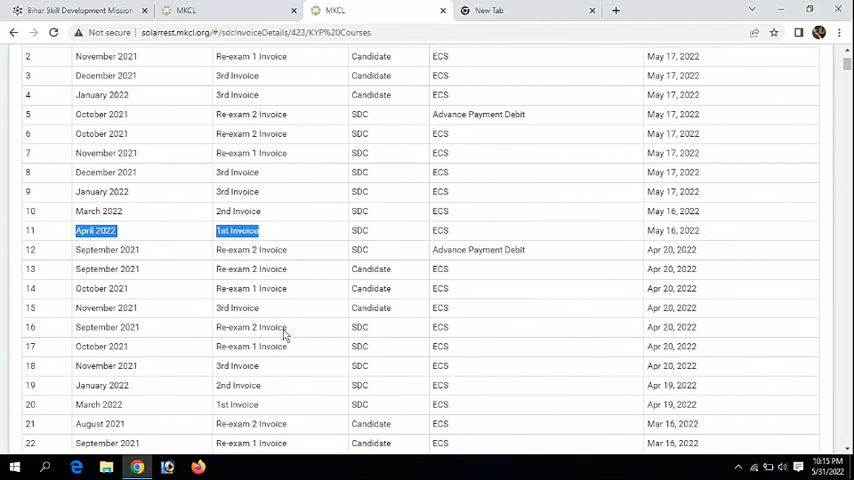 Bihar Skill Development Mission
MKCL
MKCL
New Tab
Not secure | solarrest.mkcl.org/#/sdcInvoiceDetails/423/KYP%20Courses
2 November 2021 Re-exam 1 Invoice Candidate ECS May 17, 2022
3 December 2021 3rd Invoice Candidate ECS May 17, 2022
4 January 2022 3rd Invoice Candidate ECS May 17, 2022
5 October 2021 Re-exam 2 Invoice SDC Advance Payment Debit May 17, 2022
6 October 2021 Re-exam 2 Invoice SDC ECS May 17, 2022
7 November 2021 Re-exam 1 Invoice SDC ECS May 17, 2022
8 December 2021 3rd Invoice SDC ECS May 17, 2022
9 January 2022 3rd Invoice SDC ECS May 17, 2022
10 March 2022 2nd Invoice SDC ECS May 16, 2022
11 April 2022 1st Invoice SDC ECS May 16, 2022
12 September 2021 Re-exam 2 Invoice SDC Advance Payment Debit Apr 20, 2022
13 September 2021 Re-exam 2 Invoice Candidate ECS Apr 20, 2022
14 October 2021 Re-exam 1 Invoice Candidate ECS Apr 20, 2022
15 November 2021 3rd Invoice Candidate ECS Apr 20, 2022
16 September 2021 Re-exam 2 Invoice SDC ECS Apr 20, 2022
17 October 2021 Re-exam 1 Invoice SDC ECS Apr 20, 2022
18 November 2021 3rd Invoice SDC ECS Apr 20, 2022
19 January 2022 2nd Invoice SDC ECS Apr 19, 2022
20 March 2022 1st Invoice SDC ECS Apr 19, 2022
21 August 2021 Re-exam 2 Invoice Candidate ECS Mar 16, 2022
22 September 2021 Re-exam 1 Invoice Candidate ECS Mar 16, 2022
10:15 PM
5/31/2022